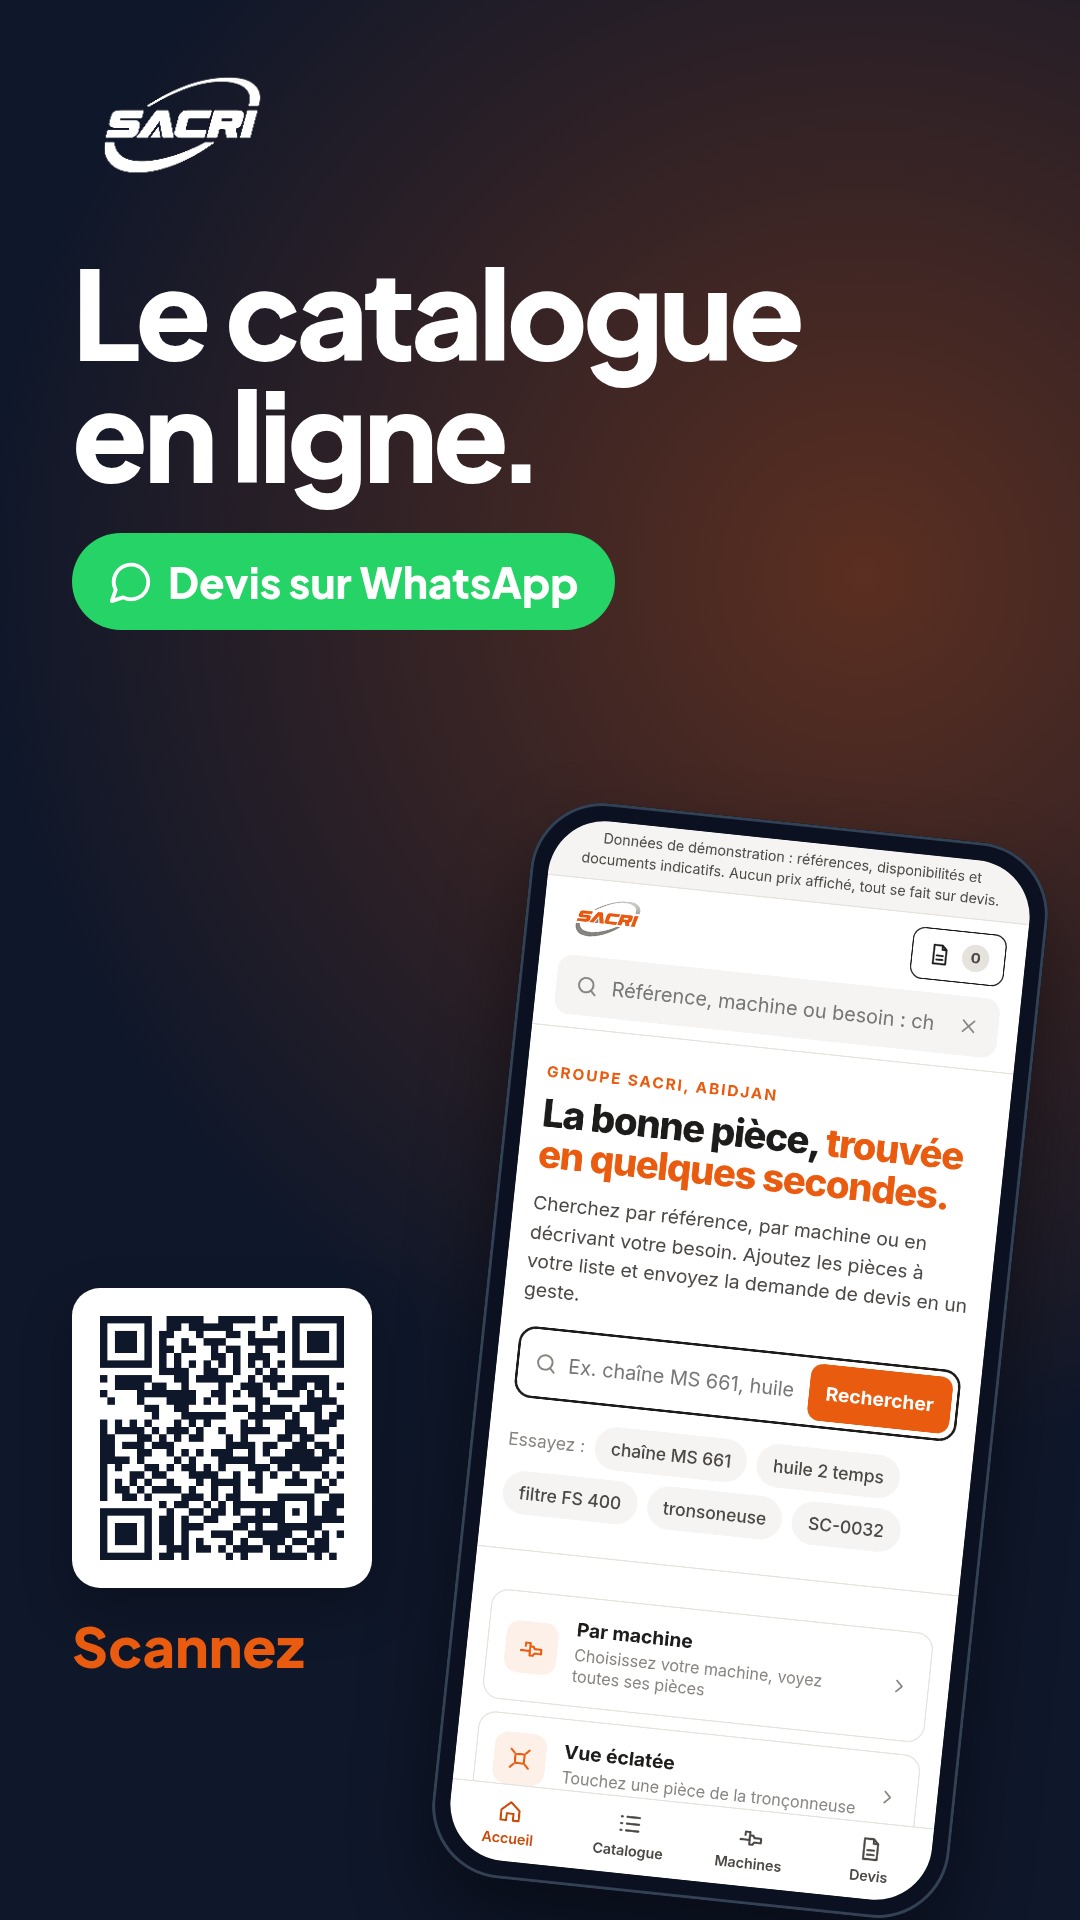 SACRI
Le catalogue
en ligne.
Devis sur WhatsApp
Données de démonstration : références, disponibilités et
documents indicatifs. Aucun prix affiché, tout se fait sur devis.
SACRI
0
Référence, machine ou besoin : ch
GROUPE SACRI, ABIDJAN
La bonne pièce, trouvée
en quelques secondes.
Cherchez par référence, par machine ou en
décrivant votre besoin. Ajoutez les pièces à
votre liste et envoyez la demande de devis en un
geste.
Ex. chaîne MS 661, huile
Rechercher
Essayez :
chaîne MS 661
huile 2 temps
filtre FS 400
tronsoneuse
SC-0032
Par machine
Choisissez votre machine, voyez
toutes ses pièces
Vue éclatée
Touchez une pièce de la tronçonneuse
Accueil
Catalogue
Machines
Devis
Scannez